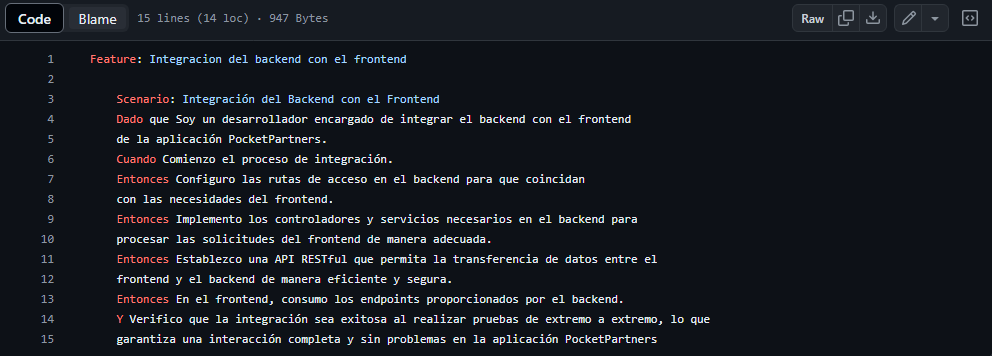 Code Blame 15 lines (14 loc) · 947 Bytes Raw
1 Feature: Integracion del backend con el frontend
2
3 Scenario: Integración del Backend con el Frontend
4 Dado que Soy un desarrollador encargado de integrar el backend con el frontend
5 de la aplicación PocketPartners.
6 Cuando Comienzo el proceso de integración.
7 Entonces Configuro las rutas de acceso en el backend para que coincidan
8 con las necesidades del frontend.
9 Entonces Implemento los controladores y servicios necesarios en el backend para
10 procesar las solicitudes del frontend de manera adecuada.
11 Entonces Establezco una API RESTful que permita la transferencia de datos entre el
12 frontend y el backend de manera eficiente y segura.
13 Entonces En el frontend, consumo los endpoints proporcionados por el backend.
14 Y Verifico que la integración sea exitosa al realizar pruebas de extremo a extremo, lo que
15 garantiza una interacción completa y sin problemas en la aplicación PocketPartners